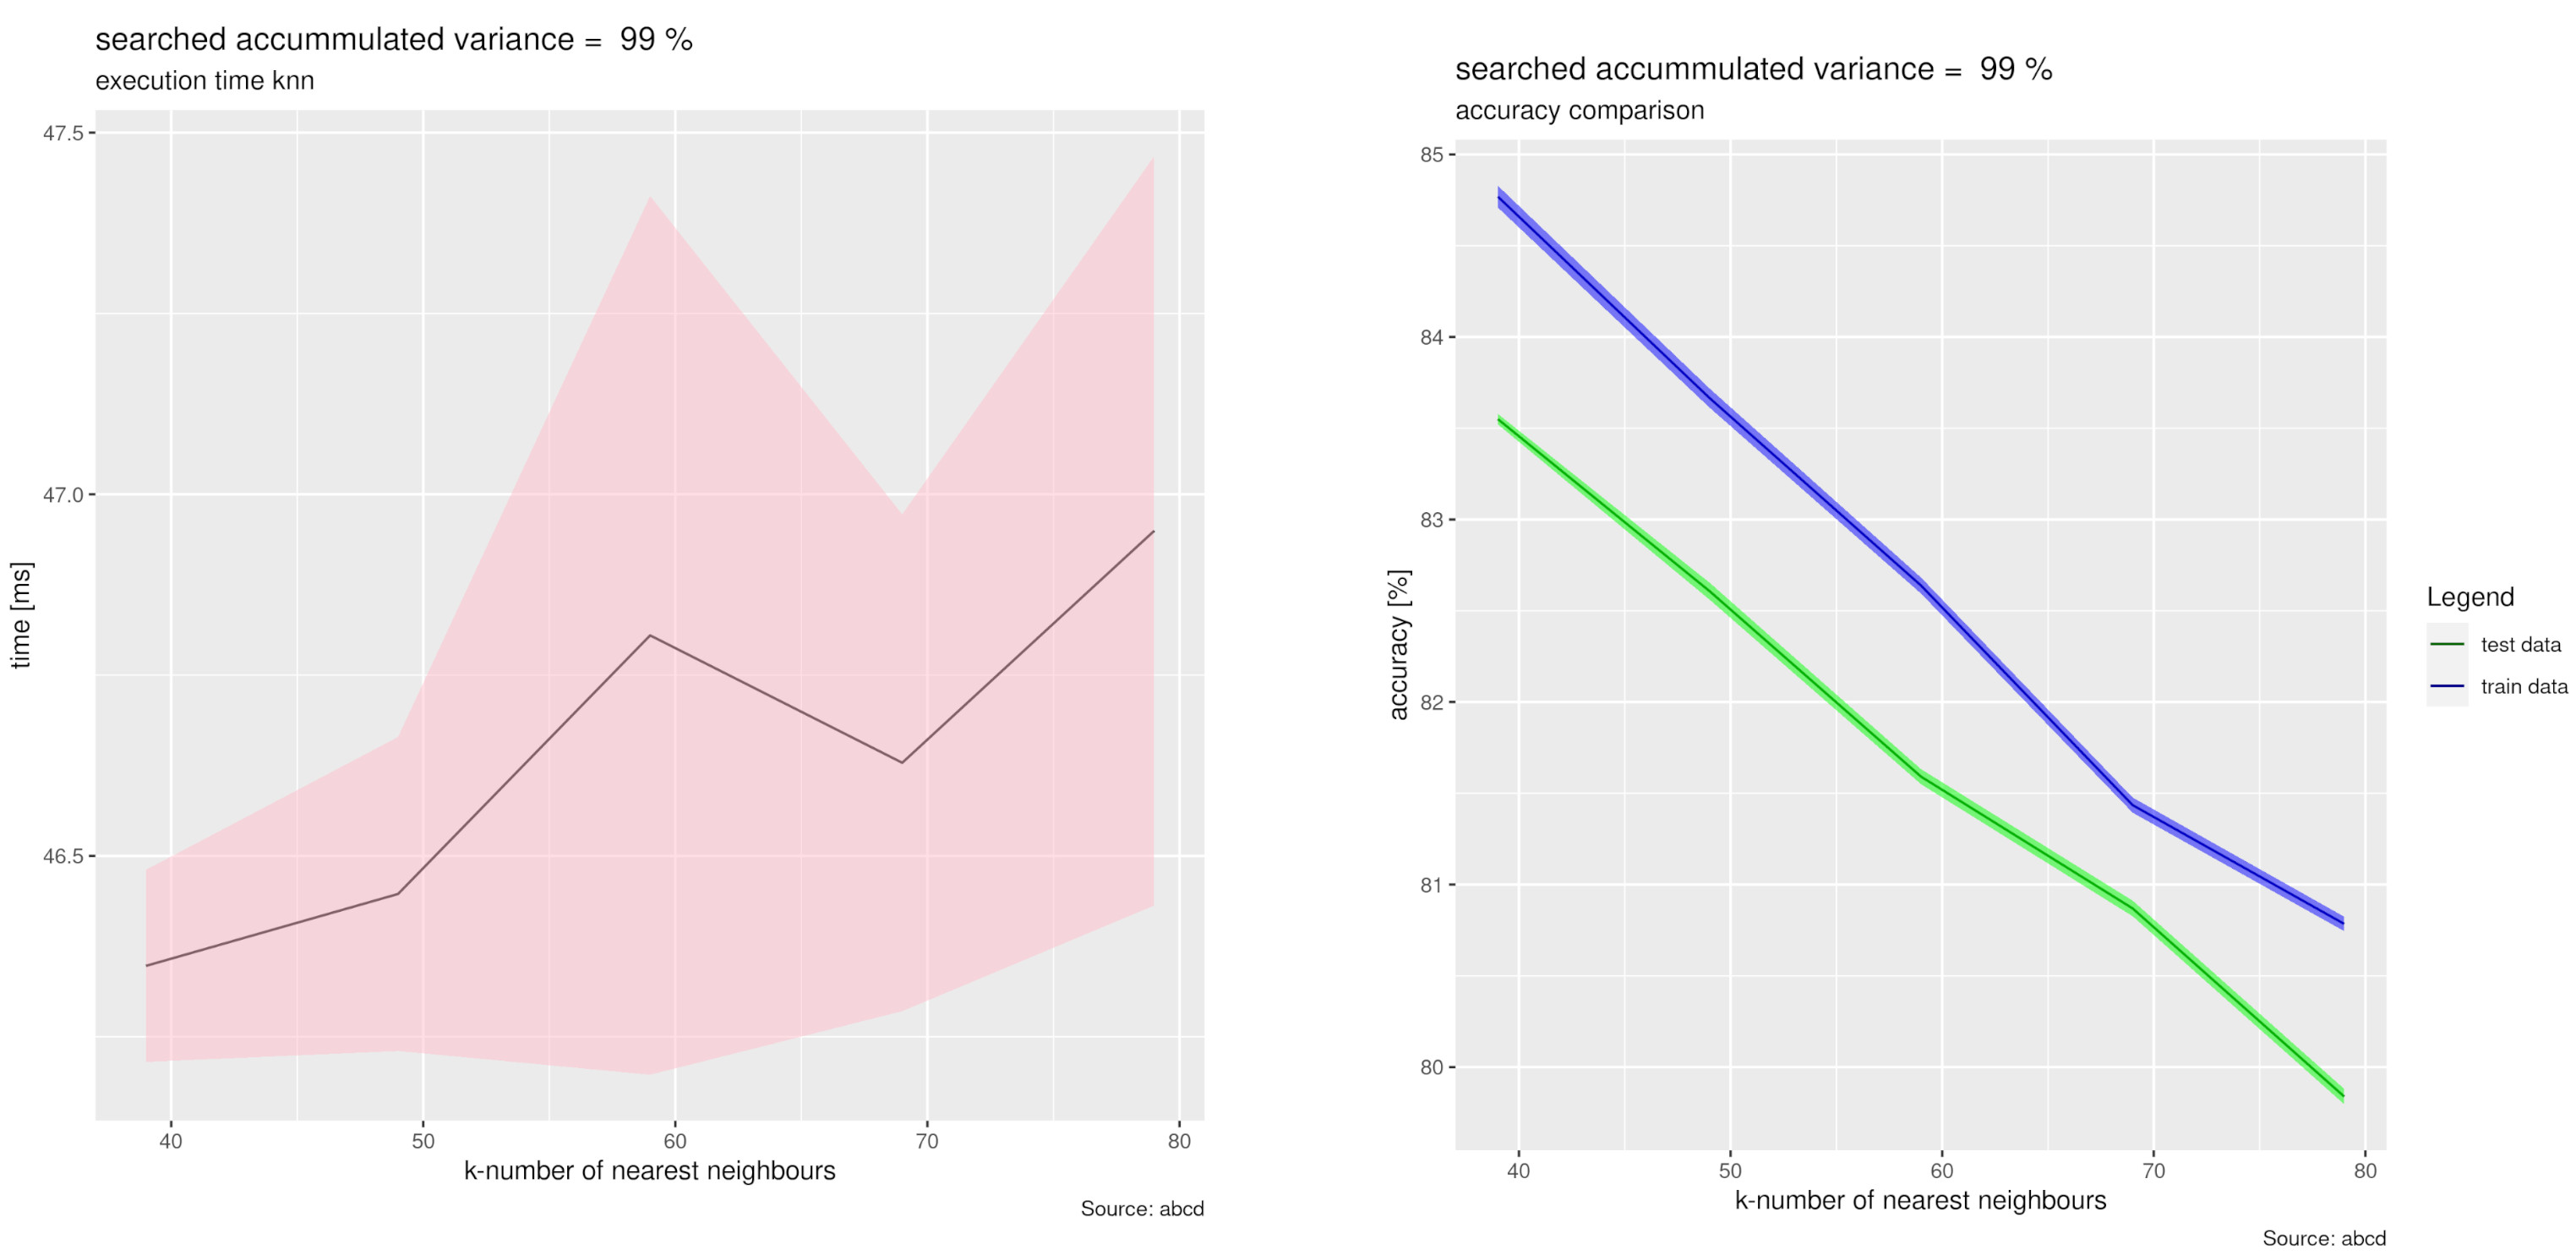 searched accummulated variance =  99 %
execution time knn
47.5
47.0
46.5
time [ms]
40 50 60 70 80
k-number of nearest neighbours
Source: abcd
searched accummulated variance =  99 %
accuracy comparison
85
84
83
82
81
80
accuracy [%]
40 50 60 70 80
k-number of nearest neighbours
Source: abcd
Legend
test data
train data